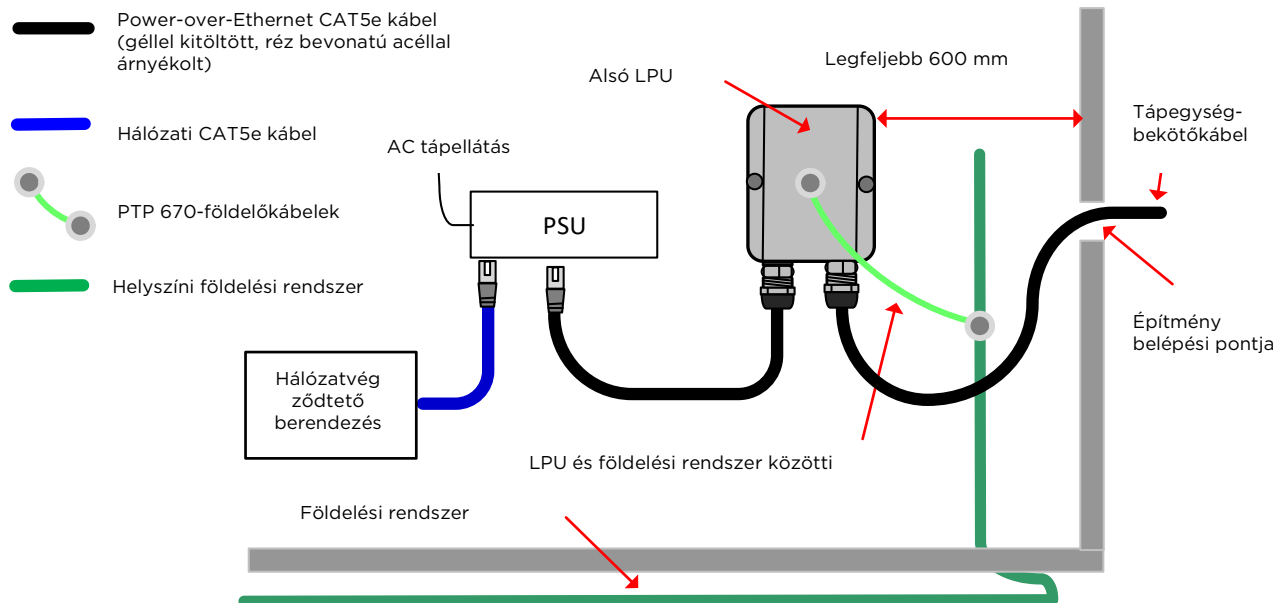 Power-over-Ethernet CAT5e kábel
(géllel kitöltött, réz bevonatú acéllal
árnyékolt)
Hálózati CAT5e kábel
PTP 670-földelőkábelek
Helyszíni földelési rendszer
Alsó LPU
Legfeljebb 600 mm
Tápegység-
bekötőkábel
AC tápellátás
PSU
Építmény
belépési pontja
Hálózatvég
ződtető
berendezés
LPU és földelési rendszer közötti
Földelési rendszer